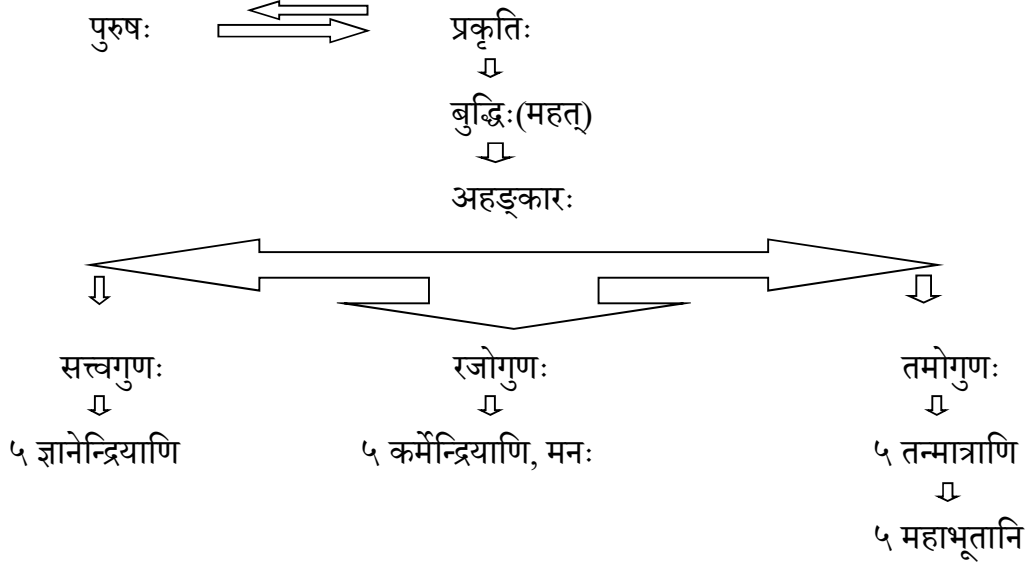 पुरुषः प्रकृतिः
बुद्धिः(महत्)
अहङ्कारः
सत्त्वगुणः रजोगुणः तमोगुणः
५ ज्ञानेन्द्रियाणि ५ कर्मेन्द्रियाणि, मनः ५ तन्मात्राणि
५ महाभूतानि